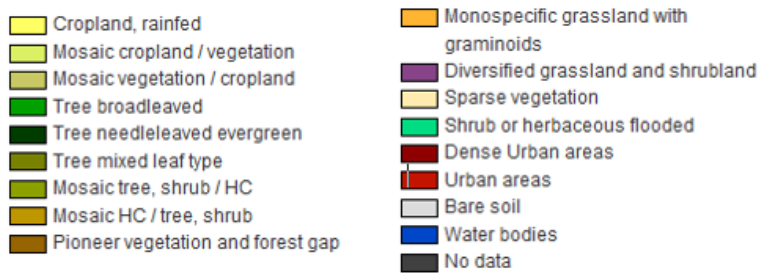 Cropland, rainfed
Mosaic cropland / vegetation
Mosaic vegetation / cropland
Tree broadleaved
Tree needleleaved evergreen
Tree mixed leaf type
Mosaic tree, shrub / HC
Mosaic HC / tree, shrub
Pioneer vegetation and forest gap
Monospecific grassland with
graminoids
Diversified grassland and shrubland
Sparse vegetation
Shrub or herbaceous flooded
Dense Urban areas
Urban areas
Bare soil
Water bodies
No data